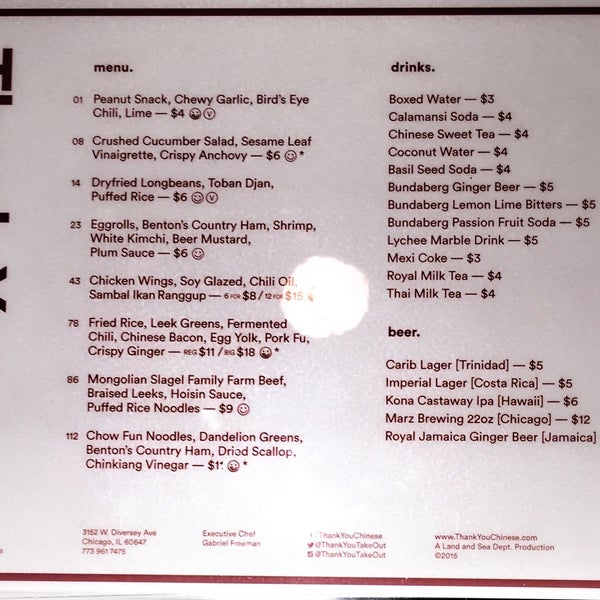 menu.
01 Peanut Snack, Chewy Garlic, Bird's Eye
Chili, Lime — $4 Ⓥ
08 Crushed Cucumber Salad, Sesame Leaf
Vinaigrette, Crispy Anchovy — $6 *
14 Dryfried Longbeans, Toban Djan,
Puffed Rice — $6 Ⓥ
23 Eggrolls, Benton's Country Ham, Shrimp,
White Kimchi, Beer Mustard,
Plum Sauce — $6
43 Chicken Wings, Soy Glazed, Chili Oil,
Sambal Ikan Ranggup — 6 FOR $8 / 12 FOR $15
78 Fried Rice, Leek Greens, Fermented
Chili, Chinese Bacon, Egg Yolk, Pork Fu,
Crispy Ginger — REG $11 / BIG $18 *
86 Mongolian Slagel Family Farm Beef,
Braised Leeks, Hoisin Sauce,
Puffed Rice Noodles — $9
112 Chow Fun Noodles, Dandelion Greens,
Benton's Country Ham, Dried Scallop,
Chinkiang Vinegar — *
drinks.
Boxed Water — $3
Calamansi Soda — $4
Chinese Sweet Tea — $4
Coconut Water — $4
Basil Seed Soda — $4
Bundaberg Ginger Beer — $5
Bundaberg Lemon Lime Bitters — $5
Bundaberg Passion Fruit Soda — $5
Lychee Marble Drink — $5
Mexi Coke — $3
Royal Milk Tea — $4
Thai Milk Tea — $4
beer.
Carib Lager [Trinidad] — $5
Imperial Lager [Costa Rica] — $5
Kona Castaway Ipa [Hawaii] — $6
Marz Brewing 22oz [Chicago] — $12
Royal Jamaica Ginger Beer [Jamaica]
3152 W. Diversey Ave
Chicago, IL 60647
773 961 7475
Executive Chef
Gabriel Freeman
/ThankYouChinese
@ThankYouTakeOut
@ThankYouTakeOut
www.ThankYouChinese.com
A Land and Sea Dept. Production
©2015